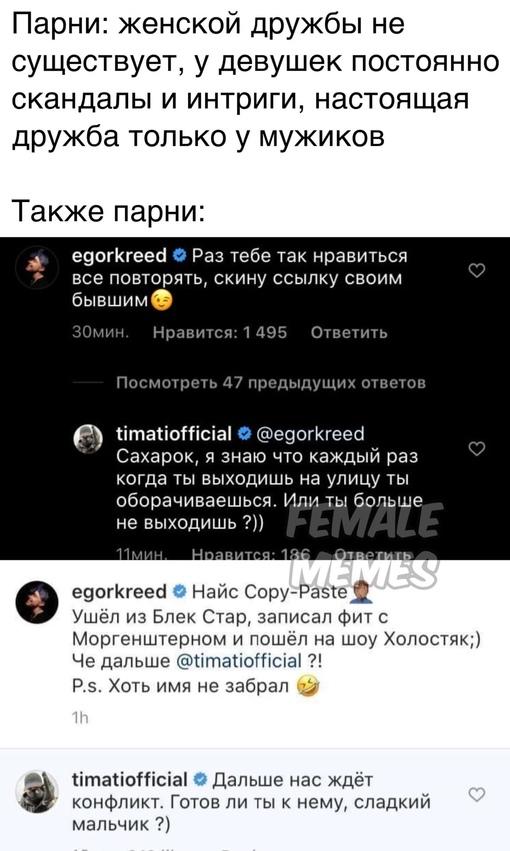 Парни: женской дружбы не
существует, у девушек постоянно
скандалы и интриги, настоящая
дружба только у мужиков
Также парни:
egorkreed Раз тебе так нравиться
все повторять, скину ссылку своим
бывшим😉
30мин. Нравится: 1 495 Ответить
Посмотреть 47 предыдущих ответов
timatiofficial @egorkreed
Сахарок, я знаю что каждый раз
когда ты выходишь на улицу ты
оборачиваешься. Или ты больше
не выходишь ?))
FEMALE
MEMES
11мин. Нравится: 186 Ответить
egorkreed Найс Copy-Paste🤦🏾‍♂️
Ушёл из Блек Стар, записал фит с
Моргенштерном и пошёл на шоу Холостяк;)
Че дальше @timatiofficial ?!
P.s. Хоть имя не забрал 🤣
1h
timatiofficial Дальше нас ждёт
конфликт. Готов ли ты к нему, сладкий
мальчик ?)